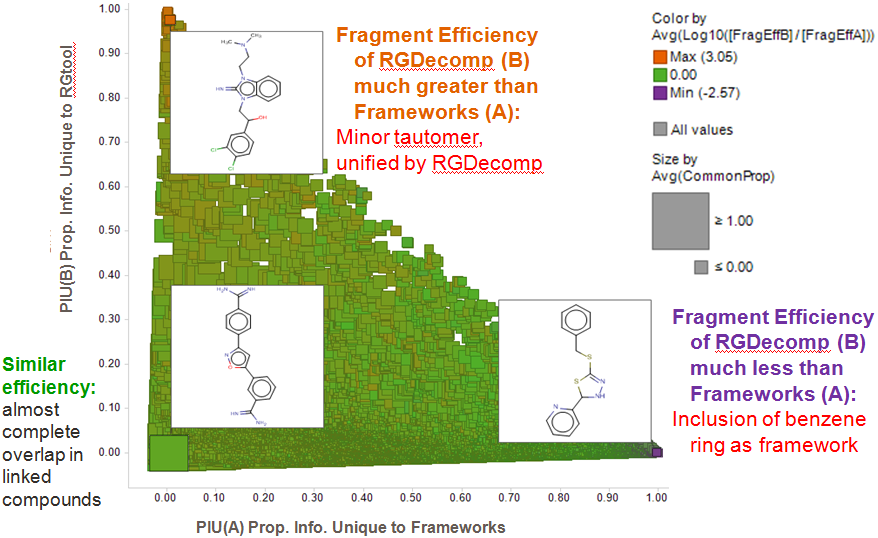 1.00
0.90
0.80
0.70
0.60
0.50
0.40
0.30
0.20
0.10
0.00
PIU(B) Prop. Info. Unique to RGtool
Fragment Efficiency
of RGDecomp (B)
much greater than
Frameworks (A):
Minor tautomer,
unified by RGDecomp
Color by
Avg(Log10([FragEffB]/[FragEffA]))
Max (3.05)
0.00
Min (-2.57)
All values
Size by
Avg(CommonProp)
≥ 1.00
≤ 0.00
CH₃
H₃C
N
N
HN
N
OH
Cl
Cl
H₂N
NH
N
O
HN
NH₂
S
S
N
NH
N
Similar
efficiency:
almost
complete
overlap in
linked
compounds
Fragment Efficiency
of RGDecomp (B)
much less than
Frameworks (A):
Inclusion of benzene
ring as framework
0.00 0.10 0.20 0.30 0.40 0.50 0.60 0.70 0.80 0.90 1.00
PIU(A) Prop. Info. Unique to Frameworks